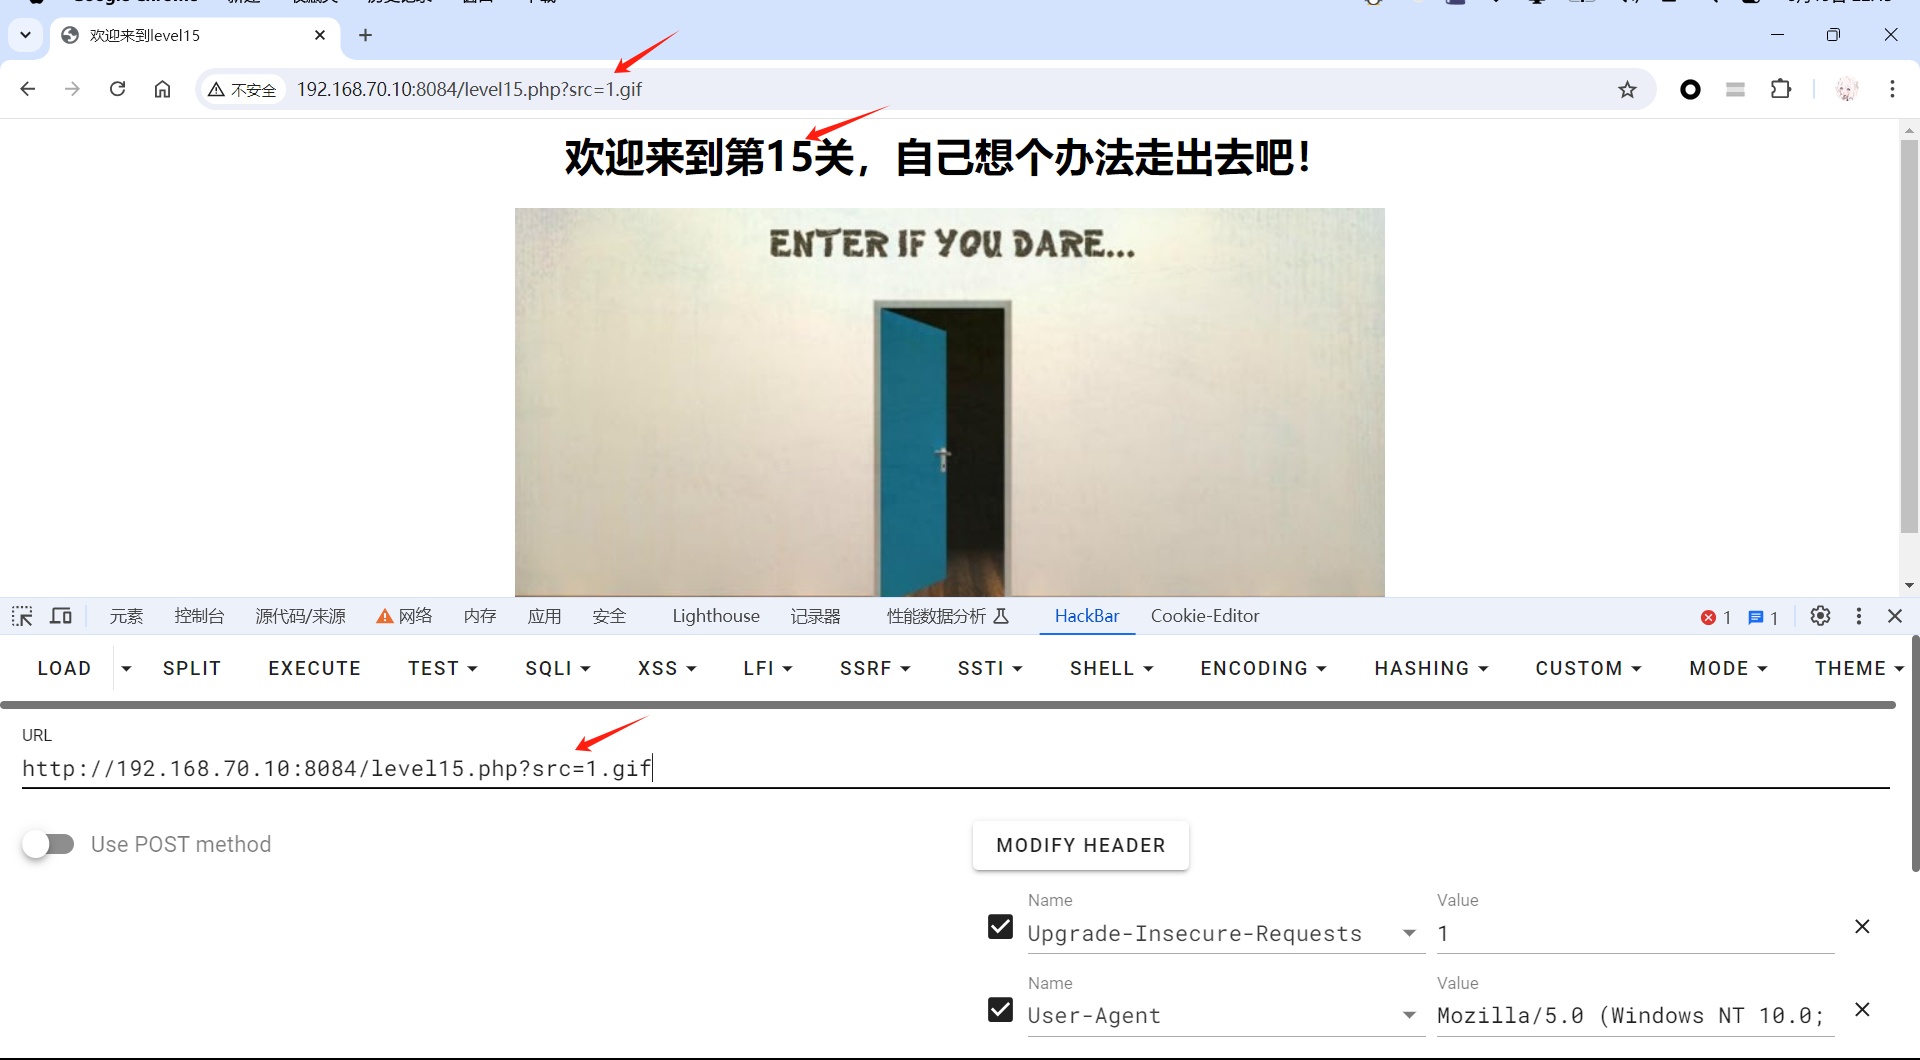 欢迎来到level15
不安全
192.168.70.10:8084/level15.php?src=1.gif
欢迎来到第15关，自己想个办法走出去吧！
ENTER IF YOU DARE...
元素 控制台 源代码/来源 网络 内存 应用 安全 Lighthouse 记录器 性能数据分析 HackBar Cookie-Editor 1 1
LOAD SPLIT EXECUTE TEST SQLI XSS LFI SSRF SSTI SHELL ENCODING HASHING CUSTOM MODE THEME
URL
http://192.168.70.10:8084/level15.php?src=1.gif
Use POST method
MODIFY HEADER
Name Value
Upgrade-Insecure-Requests 1
Name Value
User-Agent Mozilla/5.0 (Windows NT 10.0;